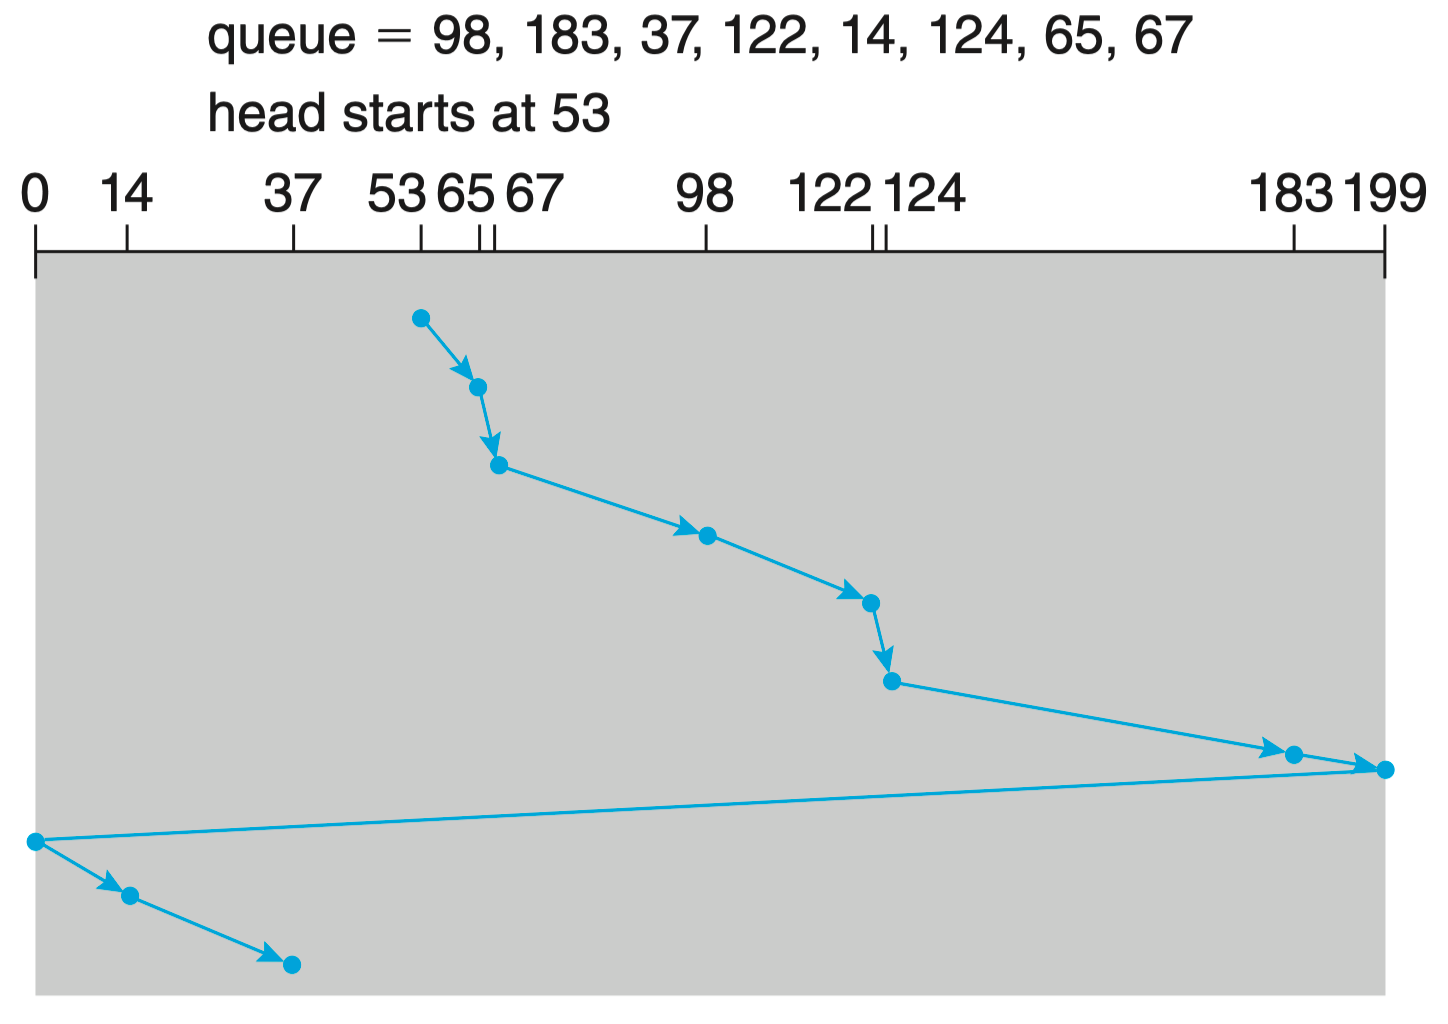 queue = 98, 183, 37, 122, 14, 124, 65, 67
head starts at 53
0 14 37 53 65 67 98 122 124 183 199